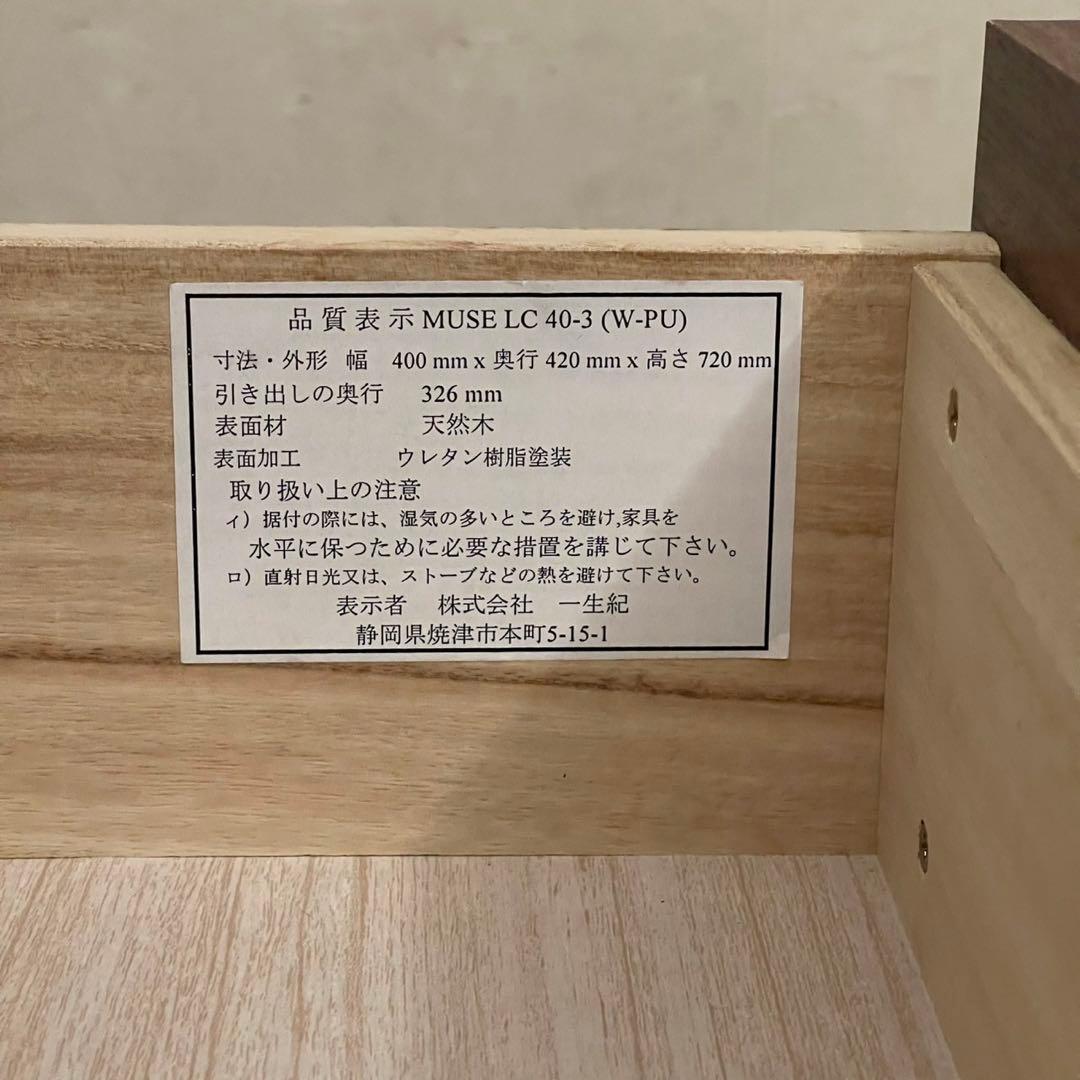 品質表示 MUSE LC 40-3 (W-PU)
寸法・外形 幅 400 mm x 奥行 420 mm x 高さ 720 mm
引き出しの奥行 326 mm
表面材 天然木
表面加工 ウレタン樹脂塗装
取り扱い上の注意
ィ）据付の際には、湿気の多いところを避け,家具を
水平に保つために必要な措置を講じて下さい。
ロ）直射日光又は、ストーブなどの熱を避けて下さい。
表示者 株式会社 一生紀
静岡県焼津市本町5-15-1